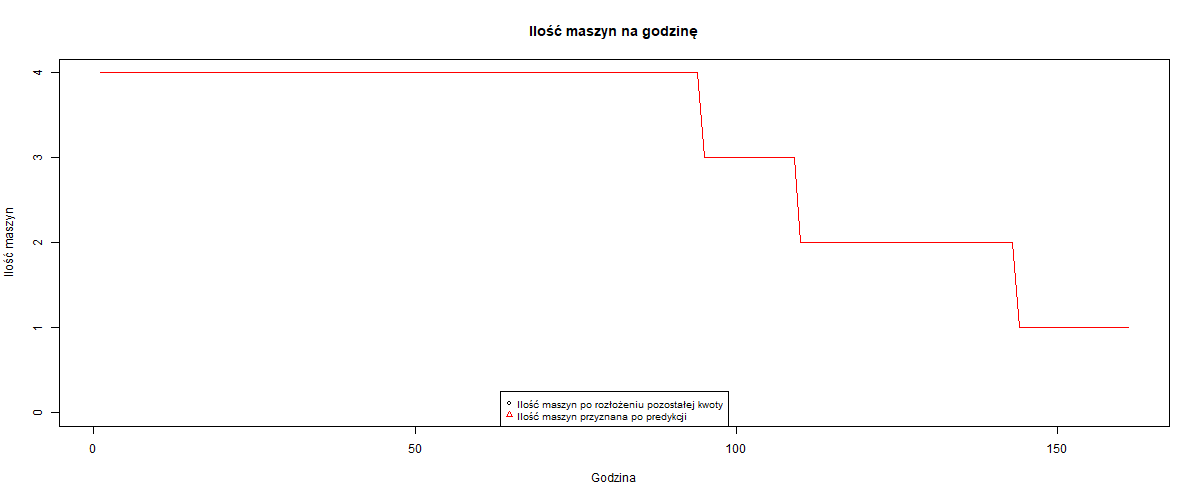 Ilość maszyn na godzinę
Ilość maszyn
4
3
2
1
0
Ilość maszyn po rozłożeniu pozostałej kwoty
Ilość maszyn przyznana po predykcji
0 50 100 150
Godzina